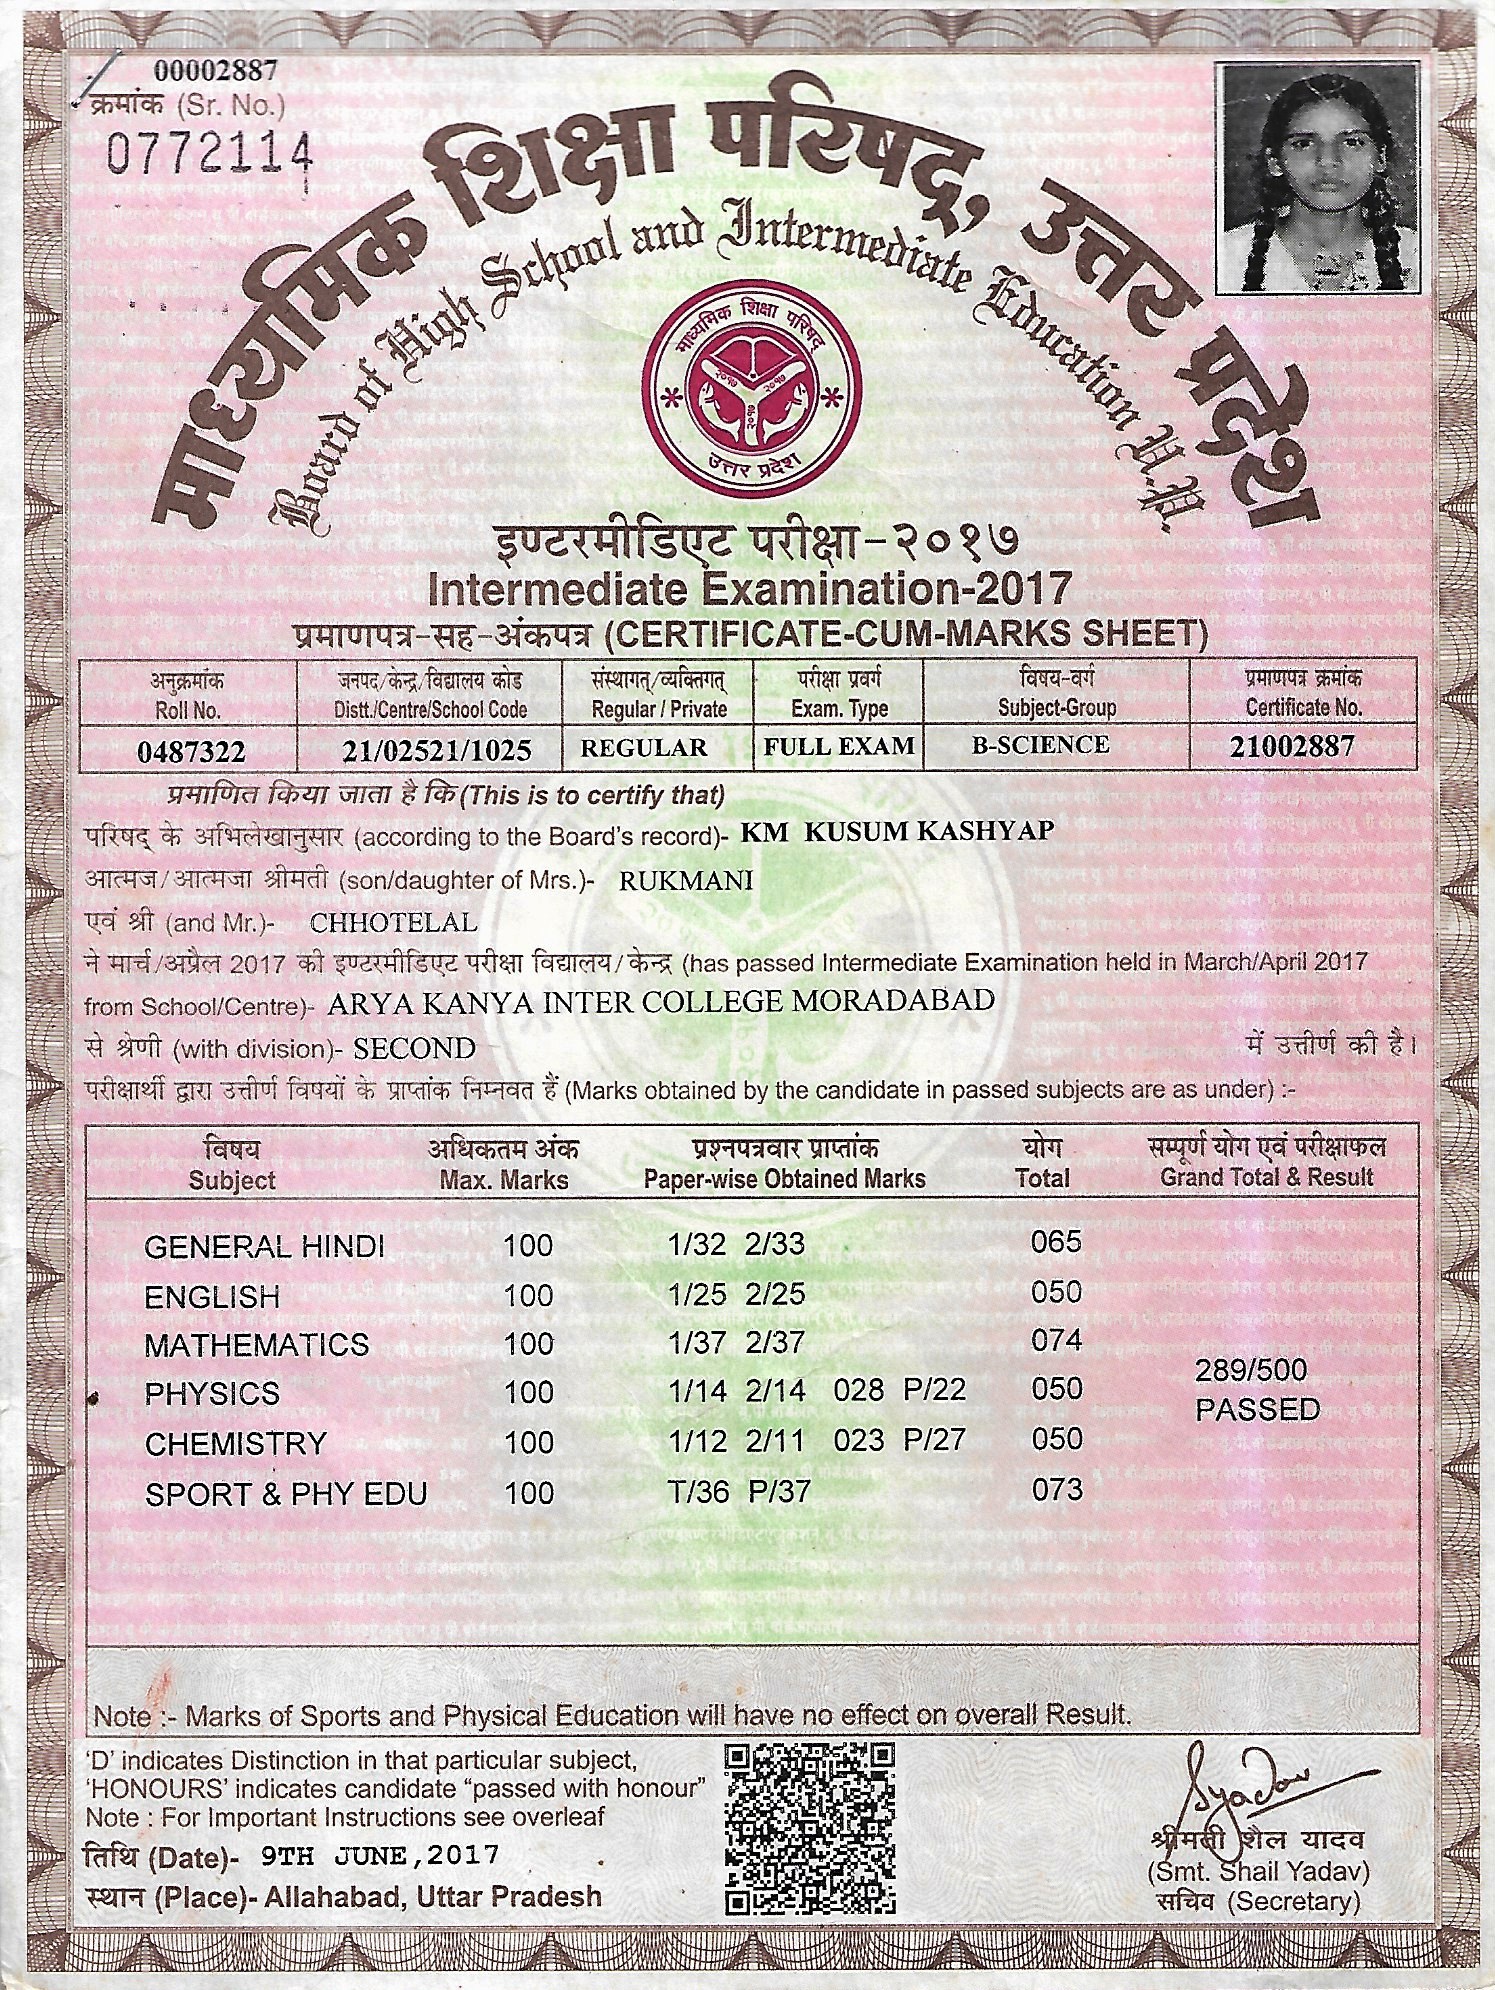 00002887
क्रमांक (Sr. No.)
0772114
माध्यमिक शिक्षा परिषद्, उत्तर प्रदेश
Board of High School and Intermediate Education U.P.
माध्यमिक शिक्षा परिषद्
२०१७ २०१७
२०१७
उत्तर प्रदेश
इण्टरमीडिएट परीक्षा-२०१७
Intermediate Examination-2017
प्रमाणपत्र-सह-अंकपत्र (CERTIFICATE-CUM-MARKS SHEET)
अनुक्रमांक जनपद/केन्द्र/विद्यालय कोड संस्थागत्/व्यक्तिगत् परीक्षा प्रवर्ग विषय-वर्ग प्रमाणपत्र क्रमांक
Roll No. Distt./Centre/School Code Regular / Private Exam. Type Subject-Group Certificate No.
0487322 21/02521/1025 REGULAR FULL EXAM B-SCIENCE 21002887
प्रमाणित किया जाता है कि (This is to certify that)
परिषद् के अभिलेखानुसार (according to the Board's record)- KM KUSUM KASHYAP
आत्मज/आत्मजा श्रीमती (son/daughter of Mrs.)- RUKMANI
एवं श्री (and Mr.)- CHHOTELAL
ने मार्च/अप्रैल 2017 की इण्टरमीडिएट परीक्षा विद्यालय/केन्द्र (has passed Intermediate Examination held in March/April 2017
from School/Centre)- ARYA KANYA INTER COLLEGE MORADABAD
से श्रेणी (with division)- SECOND में उत्तीर्ण की है।
परीक्षार्थी द्वारा उत्तीर्ण विषयों के प्राप्तांक निम्नवत हैं (Marks obtained by the candidate in passed subjects are as under) :-
विषय अधिकतम अंक प्रश्नपत्रवार प्राप्तांक योग सम्पूर्ण योग एवं परीक्षाफल
Subject Max. Marks Paper-wise Obtained Marks Total Grand Total & Result
GENERAL HINDI 100 1/32 2/33 065
ENGLISH 100 1/25 2/25 050
MATHEMATICS 100 1/37 2/37 074
289/500
PHYSICS 100 1/14 2/14 028 P/22 050
PASSED
CHEMISTRY 100 1/12 2/11 023 P/27 050
SPORT & PHY EDU 100 T/36 P/37 073
Note :- Marks of Sports and Physical Education will have no effect on overall Result.
'D' indicates Distinction in that particular subject,
'HONOURS' indicates candidate "passed with honour"
Note : For Important Instructions see overleaf
तिथि (Date)- 9TH JUNE,2017
स्थान (Place)- Allahabad, Uttar Pradesh
Syadav
श्रीमती शैल यादव
(Smt. Shail Yadav)
सचिव (Secretary)